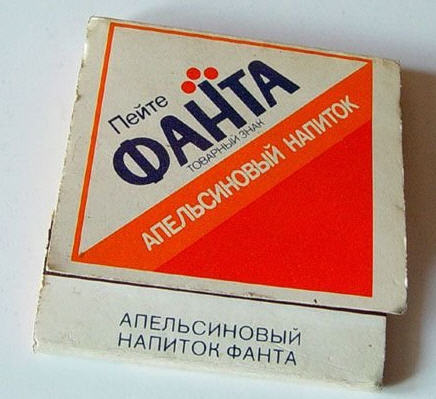 Пейте
ФАНТА
ТОВАРНЫЙ ЗНАК
АПЕЛЬСИНОВЫЙ НАПИТОК
АПЕЛЬСИНОВЫЙ
НАПИТОК ФАНТА